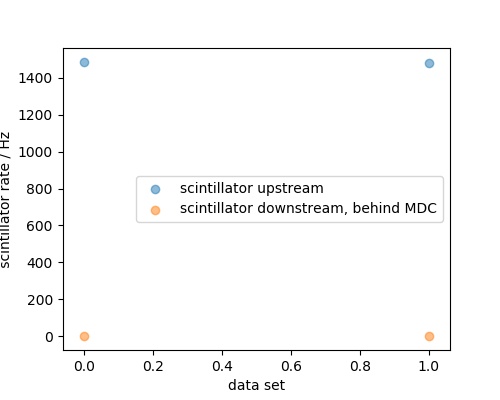 1400
1200
1000
800
600
400
200
0
scintillator rate / Hz
scintillator upstream
scintillator downstream, behind MDC
0.0 0.2 0.4 0.6 0.8 1.0
data set